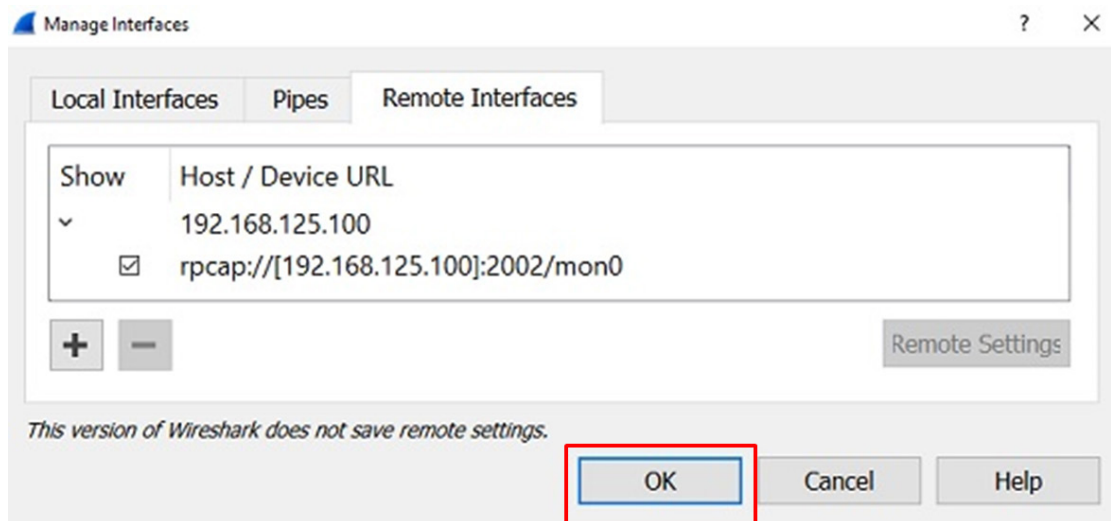 Manage Interfaces ? ×
Local Interfaces Pipes Remote Interfaces
Show Host / Device URL
192.168.125.100
rpcap://[192.168.125.100]:2002/mon0
+ − Remote Settings
This version of Wireshark does not save remote settings.
OK Cancel Help